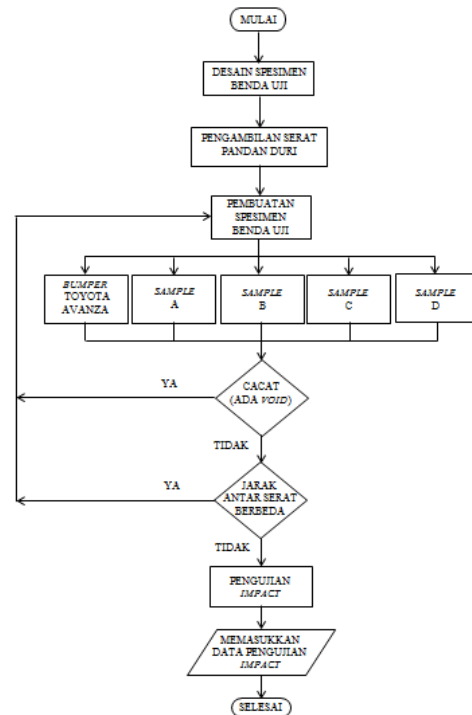 MULAI
DESAIN SPESIMEN
BENDA UJI
PENGAMBILAN SERAT
PANDAN DURI
PEMBUATAN
SPESIMEN
BENDA UJI
BUMPER
TOYOTA
AVANZA
SAMPLE
A
SAMPLE
B
SAMPLE
C
SAMPLE
D
YA
CACAT
(ADA VOID)
TIDAK
YA
JARAK
ANTAR SERAT
BERBEDA
TIDAK
PENGUJIAN
IMPACT
MEMASUKKAN
DATA PENGUJIAN
IMPACT
SELESAI